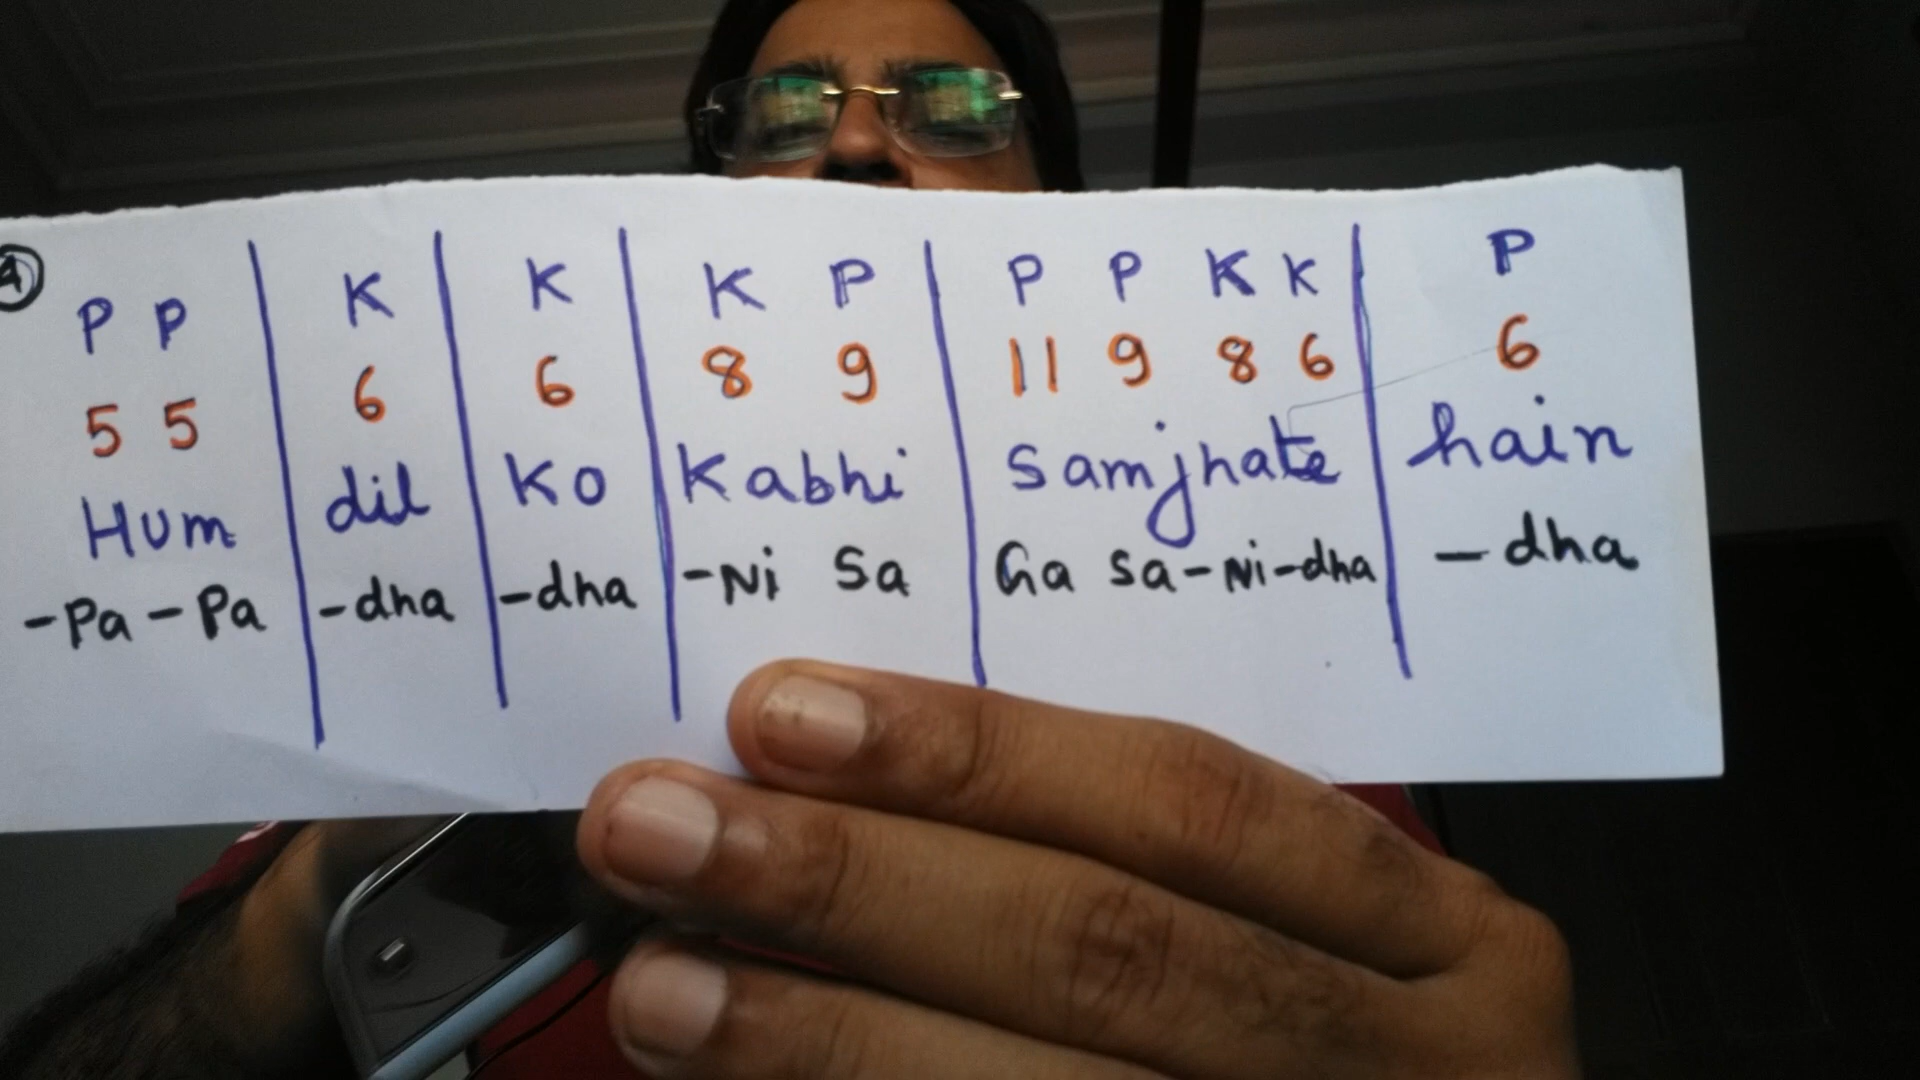 4
P P | K | K | K P | P P K K | P
5 5 | 6 | 6 | 8 9 | 11 9 8 6 | 6
Hum | dil | Ko | Kabhi | Samjhate | hain
-Pa -Pa | -dha | -dha | -Ni Sa | Ga Sa-Ni-dha | -dha